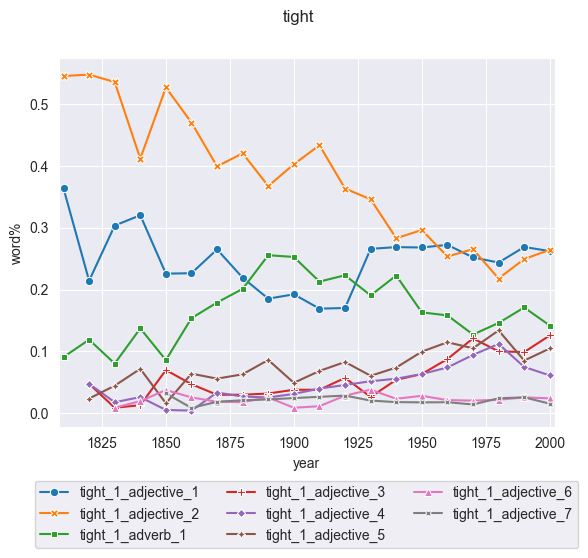 tight
word%
0.5
0.4
0.3
0.2
0.1
0.0
1825 1850 1875 1900 1925 1950 1975 2000
year
tight_1_adjective_1 tight_1_adjective_3 tight_1_adjective_6
tight_1_adjective_2 tight_1_adjective_4 tight_1_adjective_7
tight_1_adverb_1 tight_1_adjective_5